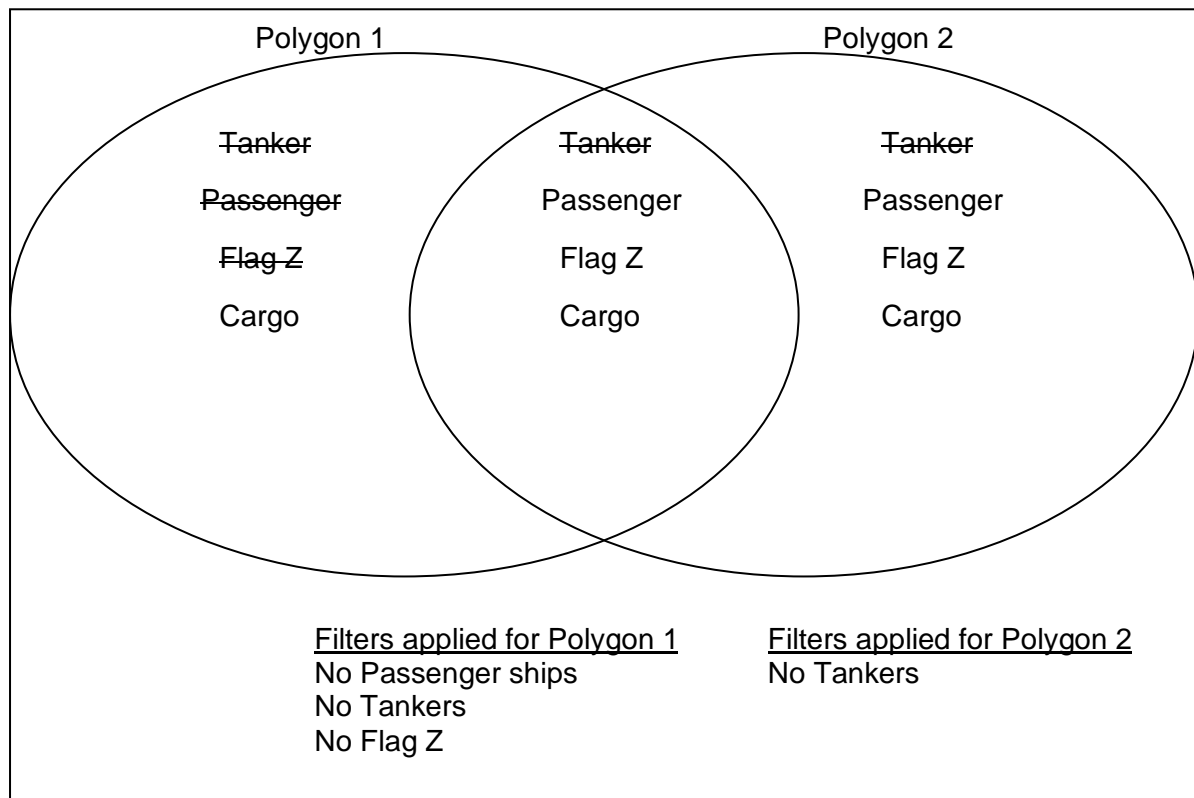 Polygon 1
Polygon 2
Tanker
Tanker
Tanker
Passenger
Passenger
Passenger
Flag Z
Flag Z
Flag Z
Cargo
Cargo
Cargo
Filters applied for Polygon 1
No Passenger ships
No Tankers
No Flag Z
Filters applied for Polygon 2
No Tankers